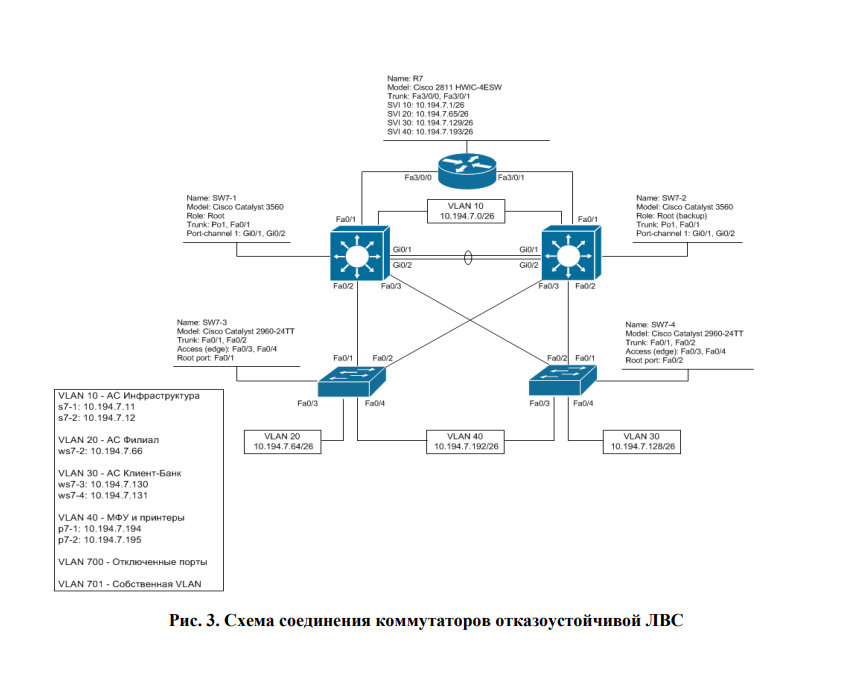 Name: R7
Model: Cisco 2811 HWIC-4ESW
Trunk: Fa3/0/0, Fa3/0/1
SVI 10: 10.194.7.1/26
SVI 20: 10.194.7.65/26
SVI 30: 10.194.7.129/26
SVI 40: 10.194.7.193/26
Fa3/0/0
Fa3/0/1
Name: SW7-1
Model: Cisco Catalyst 3560
Role: Root
Trunk: Po1, Fa0/1
Port-channel 1: Gi0/1, Gi0/2
VLAN 10
10.194.7.0/26
Name: SW7-2
Model: Cisco Catalyst 3560
Role: Root (backup)
Trunk: Po1, Fa0/1
Port-channel 1: Gi0/1, Gi0/2
Fa0/1
Fa0/1
Gi0/1
Gi0/1
Gi0/2
Gi0/2
Fa0/2
Fa0/3
Fa0/3
Fa0/2
Name: SW7-3
Model: Cisco Catalyst 2960-24TT
Trunk: Fa0/1, Fa0/2
Access (edge): Fa0/3, Fa0/4
Root port: Fa0/1
Name: SW7-4
Model: Cisco Catalyst 2960-24TT
Trunk: Fa0/1, Fa0/2
Access (edge): Fa0/3, Fa0/4
Root port: Fa0/2
Fa0/1
Fa0/2
Fa0/2
Fa0/1
Fa0/3
Fa0/4
Fa0/3
Fa0/4
VLAN 20
10.194.7.64/26
VLAN 40
10.194.7.192/26
VLAN 30
10.194.7.128/26
VLAN 10 - АС Инфраструктура
s7-1: 10.194.7.11
s7-2: 10.194.7.12
VLAN 20 - АС Филиал
ws7-2: 10.194.7.66
VLAN 30 - АС Клиент-Банк
ws7-3: 10.194.7.130
ws7-4: 10.194.7.131
VLAN 40 - МФУ и принтеры
p7-1: 10.194.7.194
p7-2: 10.194.7.195
VLAN 700 - Отключенные порты
VLAN 701 - Собственная VLAN
Рис. 3. Схема соединения коммутаторов отказоустойчивой ЛВС